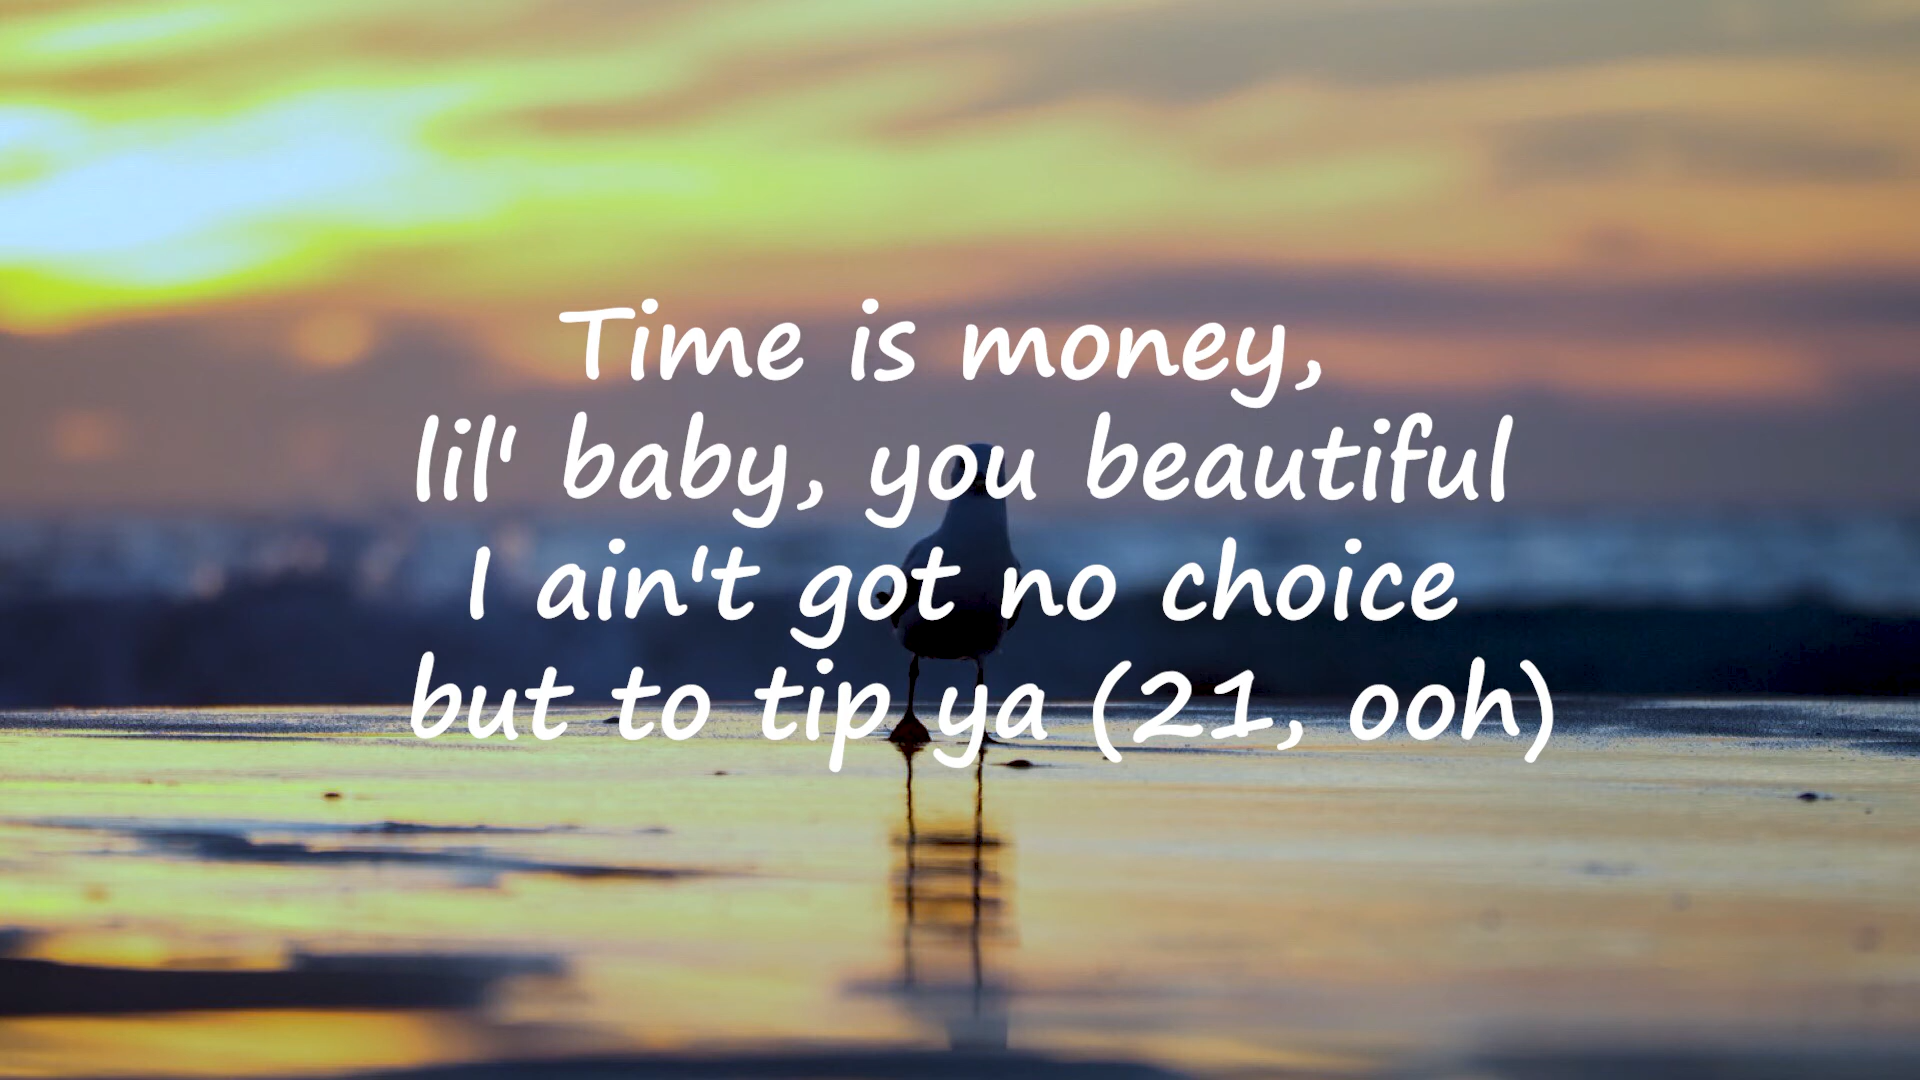 Time is money,
lil' baby, you beautiful
I ain't got no choice
but to tip ya (21, ooh)